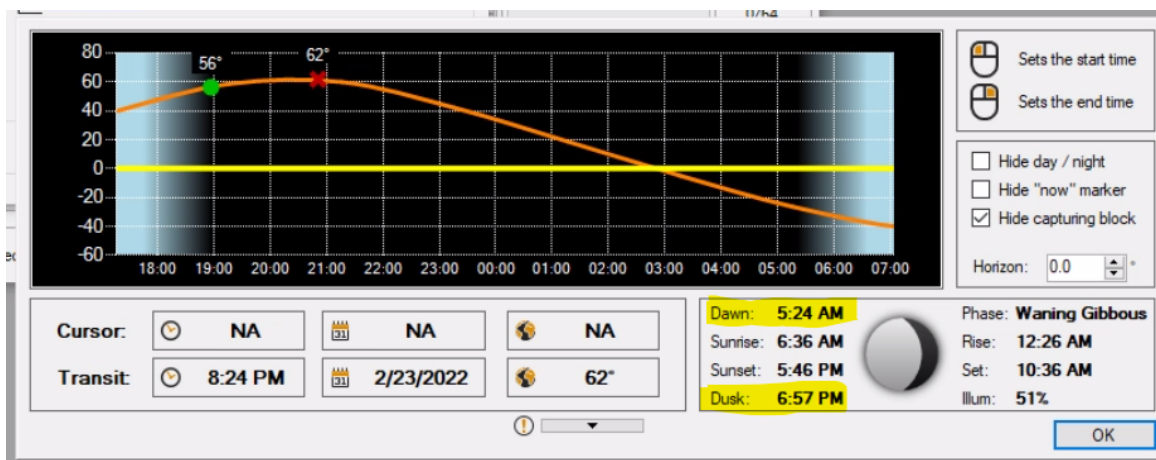 0/64
80
60
40
20
0
-20
-40
-60
56°
62°
18:00 19:00 20:00 21:00 22:00 23:00 00:00 01:00 02:00 03:00 04:00 05:00 06:00 07:00
Sets the start time
Sets the end time
Hide day / night
Hide "now" marker
Hide capturing block
Horizon: 0.0 °
Cursor: NA 31 NA NA
Transit: 8:24 PM 31 2/23/2022 62°
Dawn: 5:24 AM
Sunrise: 6:36 AM
Sunset: 5:46 PM
Dusk: 6:57 PM
Phase: Waning Gibbous
Rise: 12:26 AM
Set: 10:36 AM
Illum: 51%
OK